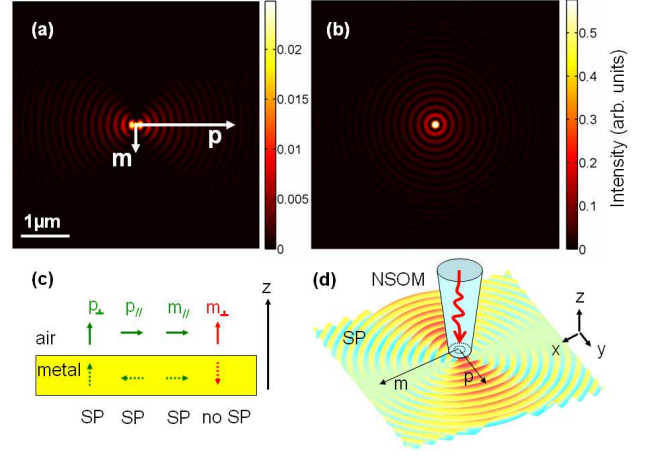 (a)
p
m
1μm
0.02
0.015
0.01
0.005
0
(b)
0.5
0.4
0.3
0.2
0.1
0
Intensity (arb. units)
(c)
p⊥ p// m// m⊥
air
metal
SP SP SP no SP
z
(d)
NSOM
SP
z
x y
m p